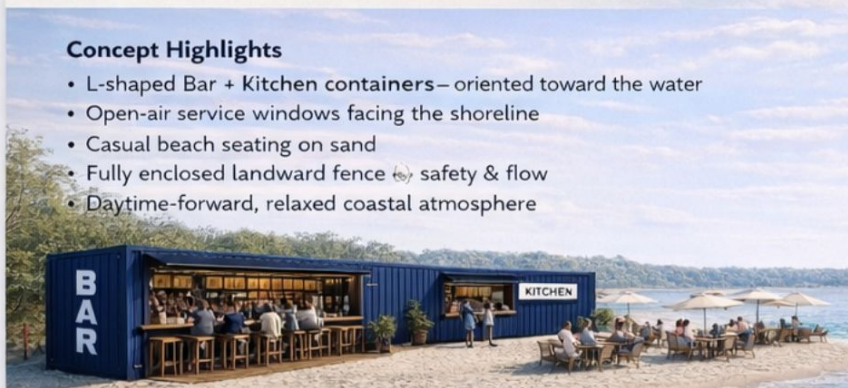 Concept Highlights
• L-shaped Bar + Kitchen containers– oriented toward the water
• Open-air service windows facing the shoreline
• Casual beach seating on sand
• Fully enclosed landward fence safety & flow
• Daytime-forward, relaxed coastal atmosphere
BAR
KITCHEN